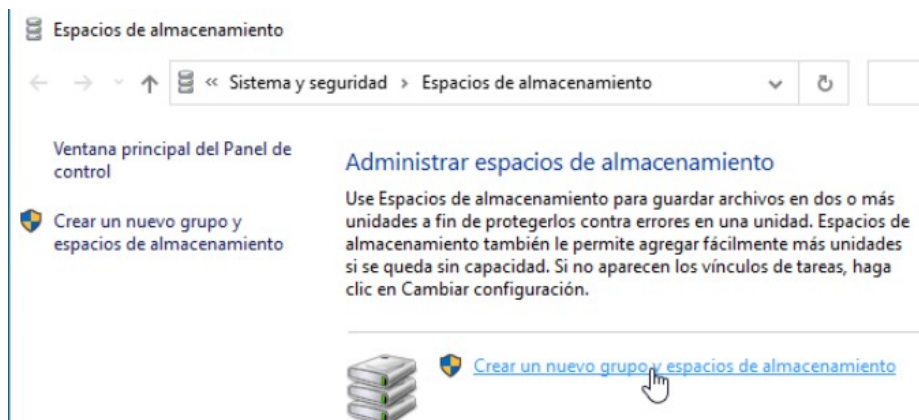 Espacios de almacenamiento
« Sistema y seguridad > Espacios de almacenamiento
Ventana principal del Panel de
control
Crear un nuevo grupo y
espacios de almacenamiento
Administrar espacios de almacenamiento
Use Espacios de almacenamiento para guardar archivos en dos o más
unidades a fin de protegerlos contra errores en una unidad. Espacios de
almacenamiento también le permite agregar fácilmente más unidades
si se queda sin capacidad. Si no aparecen los vínculos de tareas, haga
clic en Cambiar configuración.
Crear un nuevo grupo y espacios de almacenamiento